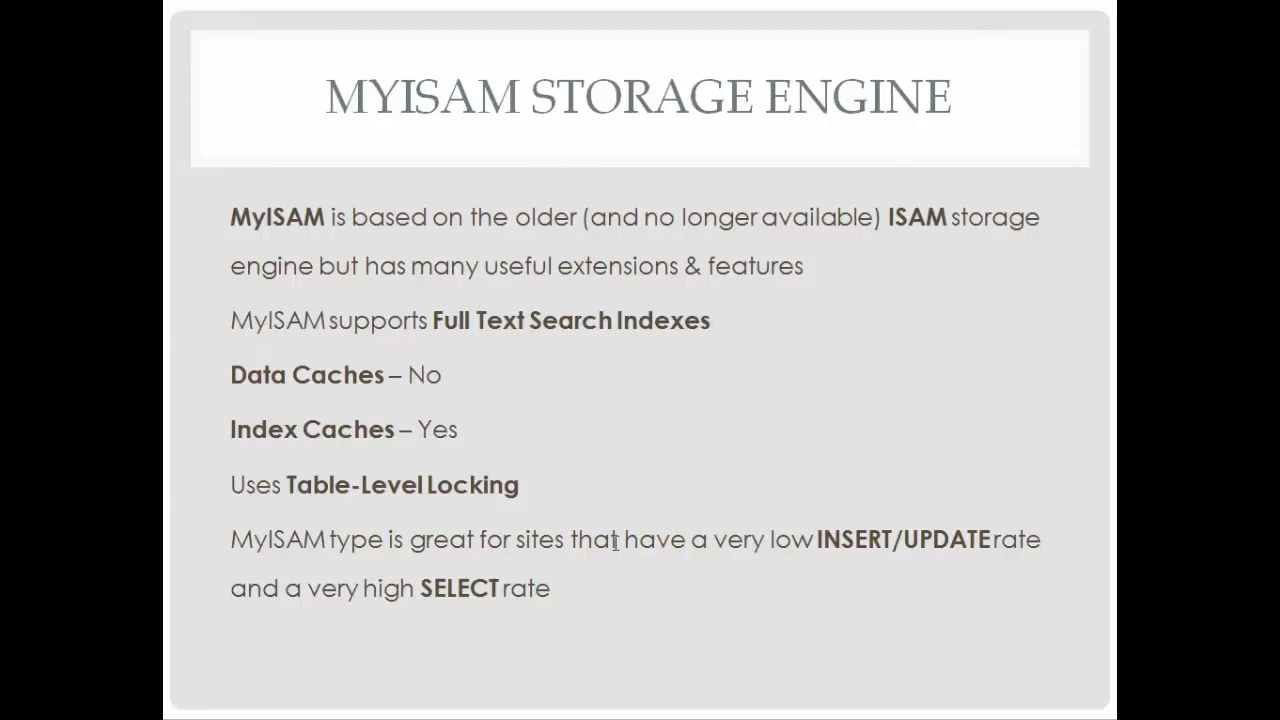 MYISAM STORAGE ENGINE
MyISAM is based on the older (and no longer available) ISAM storage
engine but has many useful extensions & features
MyISAM supports Full Text Search Indexes
Data Caches – No
Index Caches – Yes
Uses Table-Level Locking
MyISAM type is great for sites that have a very low INSERT/UPDATE rate
and a very high SELECT rate